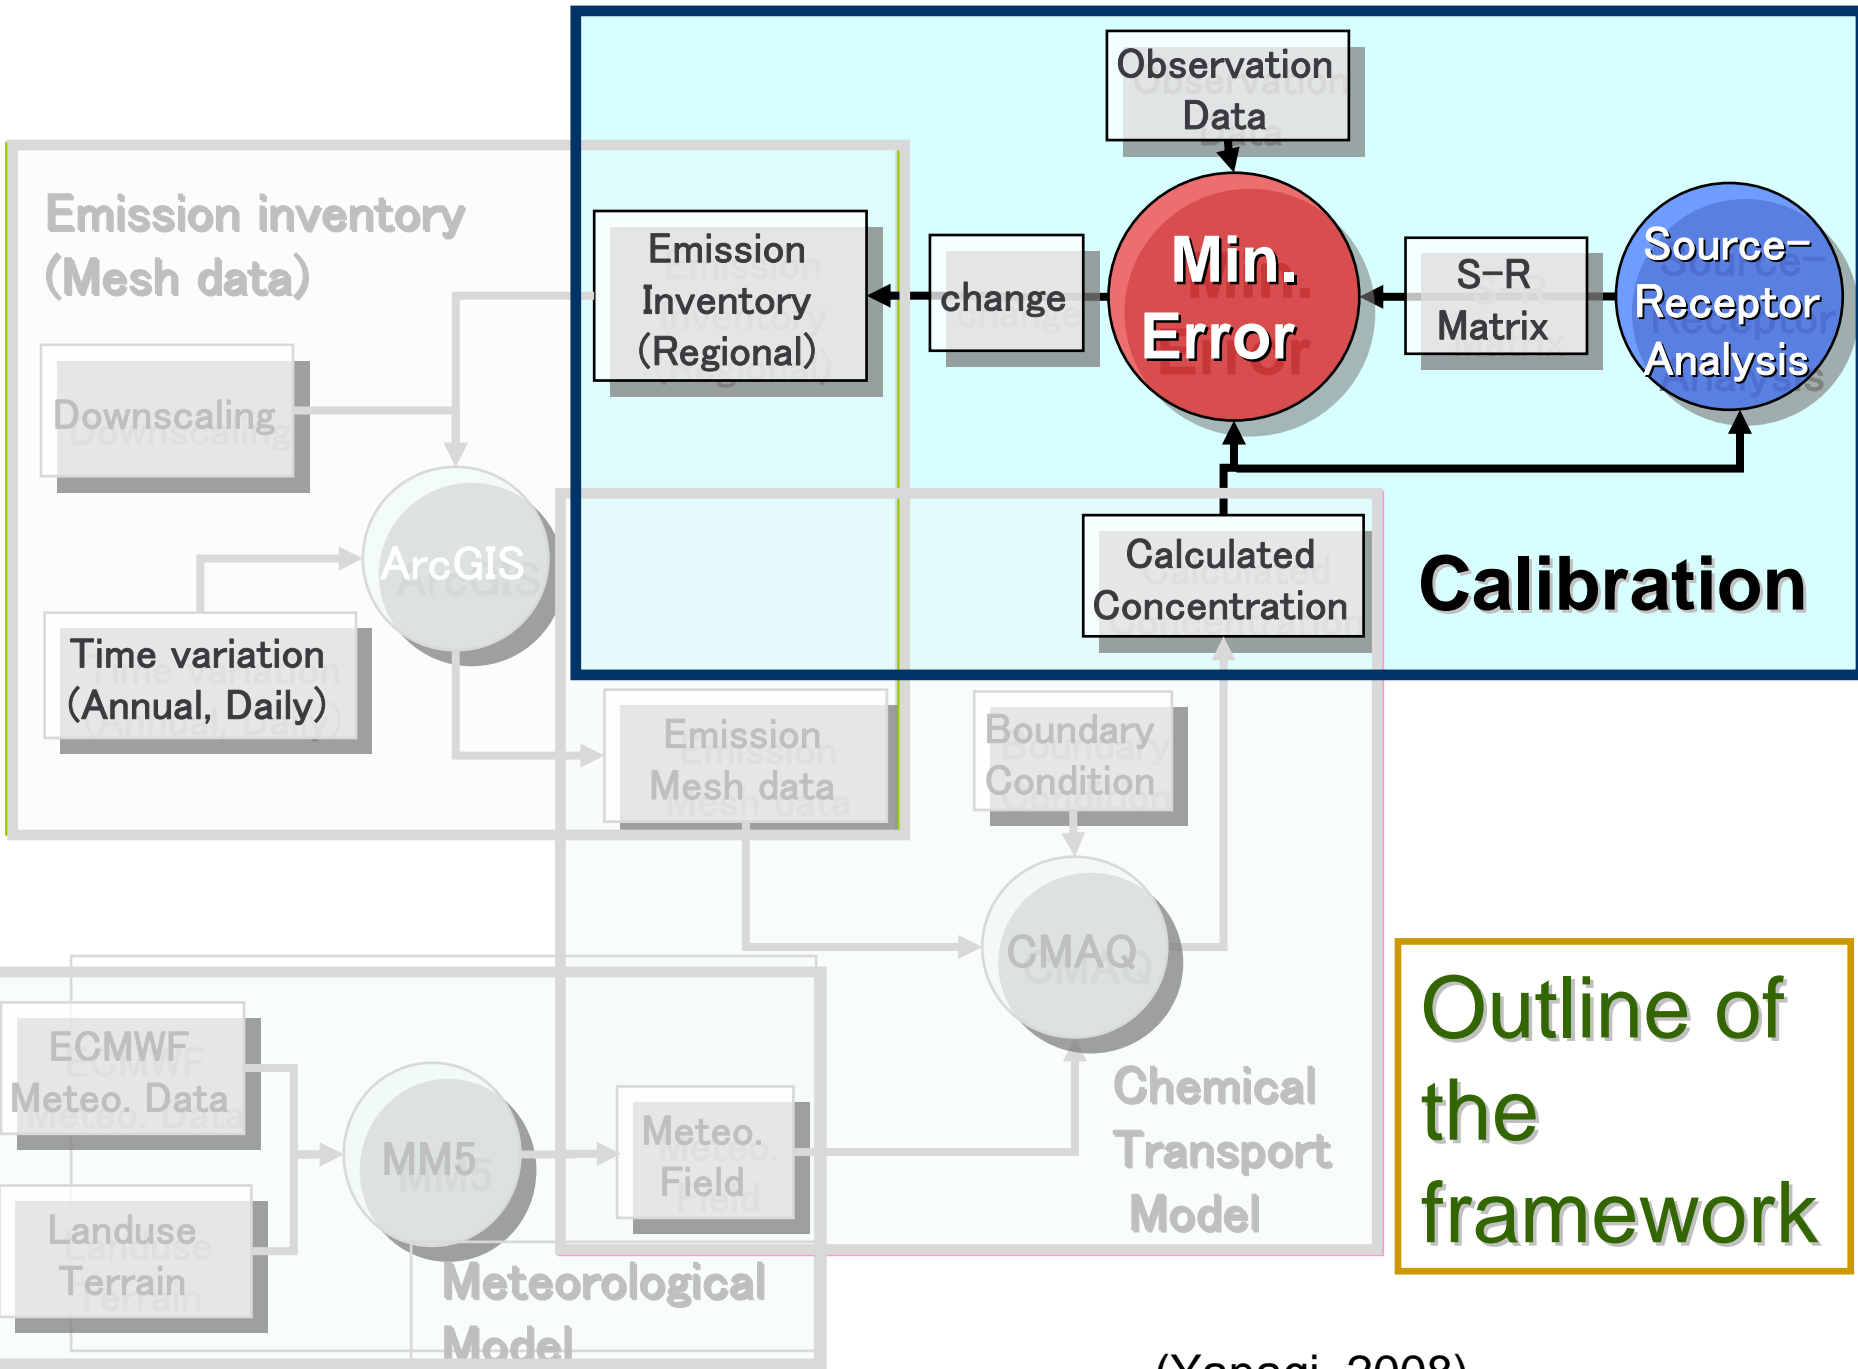 Observation
Data
Emission inventory
(Mesh data)
Emission
Inventory
(Regional)
change
Min.
Error
S-R
Matrix
Source-
Receptor
Analysis
Downscaling
ArcGIS
Calculated
Concentration
Calibration
Time variation
(Annual, Daily)
Emission
Mesh data
Boundary
Condition
CMAQ
Outline of
the
framework
ECMWF
Meteo. Data
MM5
Meteo.
Field
Chemical
Transport
Model
Landuse
Terrain
Meteorological
Model
(Yanagi, 2008)